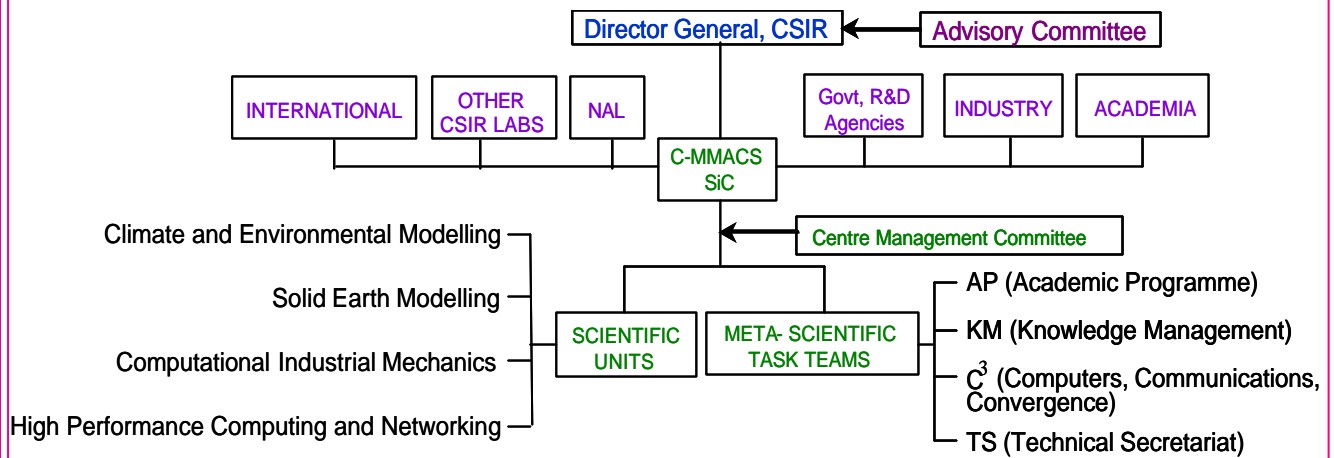 Director General, CSIR
Advisory Committee
INTERNATIONAL
OTHER
CSIR LABS
NAL
Govt, R&D
Agencies
INDUSTRY
ACADEMIA
C-MMACS
SiC
Centre Management Committee
Climate and Environmental Modelling
Solid Earth Modelling
Computational Industrial Mechanics
High Performance Computing and Networking
SCIENTIFIC
UNITS
META- SCIENTIFIC
TASK TEAMS
AP (Academic Programme)
KM (Knowledge Management)
C³ (Computers, Communications,
Convergence)
TS (Technical Secretariat)